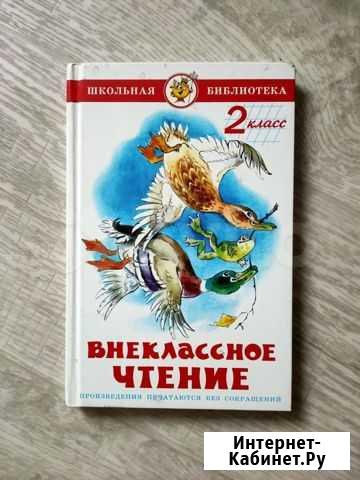 ШКОЛЬНАЯ БИБЛИОТЕКА
2 класс
ВНЕКЛАССНОЕ
ЧТЕНИЕ
ПРОИЗВЕДЕНИЯ ПЕЧАТАЮТСЯ БЕЗ СОКРАЩЕНИЙ
Интернет-
Кабинет.Ру